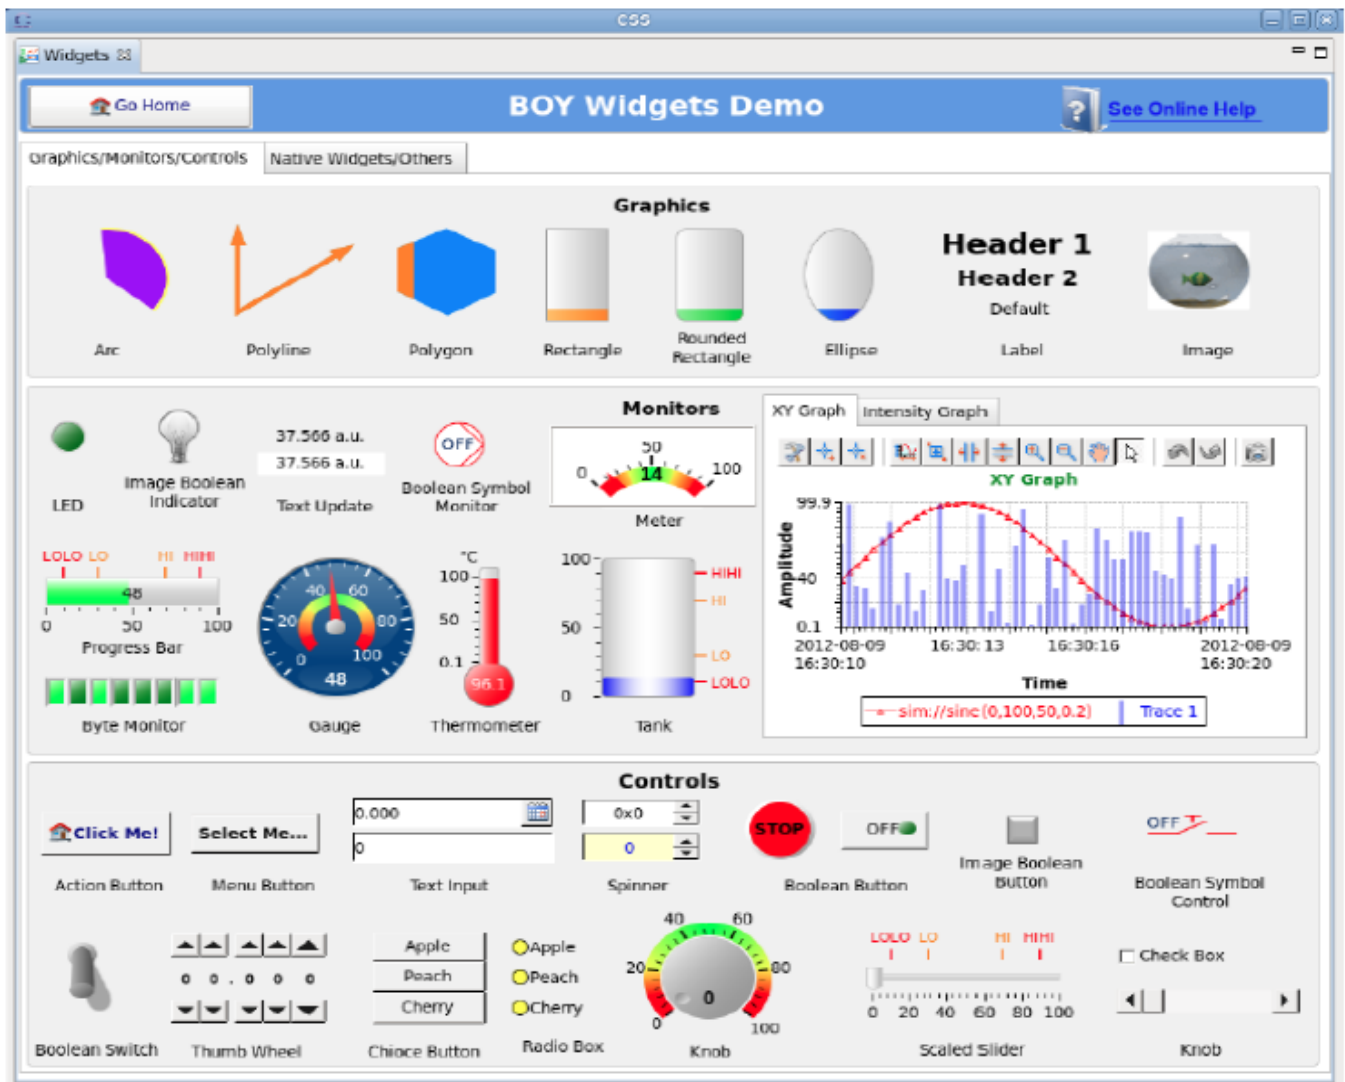 CSS
Widgets
Go Home
BOY Widgets Demo
?
See Online Help
Graphics/Monitors/Controls
Native Widgets/Others
Graphics
Header 1
Header 2
Default
Arc
Polyline
Polygon
Rectangle
Rounded
Rectangle
Ellipse
Label
Image
Monitors
LED
Image Boolean
Indicator
37.566 a.u.
37.566 a.u.
Text Update
OFF
Boolean Symbol
Monitor
0
50
100
14
Meter
LOLO LO HI HIHI
48
0 50 100
Progress Bar
Byte Monitor
0
20
40
60
80
100
48
Gauge
°C
100
50
0.1
96.1
Thermometer
100
50
0
HIHI
HI
LO
LOLO
Tank
XY Graph
Intensity Graph
XY Graph
Amplitude
99.9
40
0.1
2012-08-09
16:30:10
16:30:13
16:30:16
2012-08-09
16:30:20
Time
sim://sine(0,100,50,0.2)
Trace 1
Controls
Click Me!
Action Button
Select Me...
Menu Button
0.000
0
Text Input
0x0
0
Spinner
STOP
OFF
Boolean Button
Image Boolean
Button
OFF
Boolean Symbol
Control
Boolean Switch
0 0 . 0 0 0
Thumb Wheel
Apple
Peach
Cherry
Chioce Button
Apple
Peach
Cherry
Radio Box
0
20
40
60
80
100
0
Knob
LOLO LO HI HIHI
0 20 40 60 80 100
Scaled Slider
Check Box
Knob